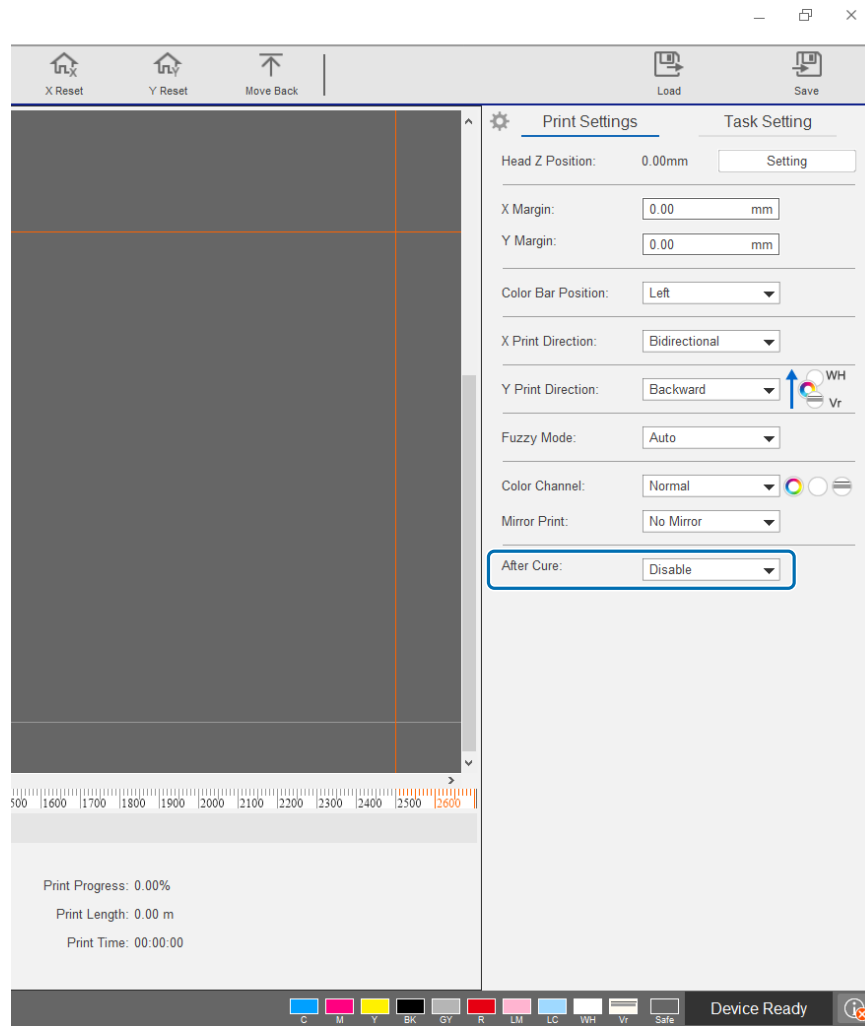 X Reset Y Reset Move Back Load Save
Print Settings Task Setting
Head Z Position: 0.00mm Setting
X Margin: 0.00 mm
Y Margin: 0.00 mm
Color Bar Position: Left
X Print Direction: Bidirectional
WH
Y Print Direction: Backward
Vr
Fuzzy Mode: Auto
Color Channel: Normal
Mirror Print: No Mirror
After Cure: Disable
500 1600 1700 1800 1900 2000 2100 2200 2300 2400 2500 2600
Print Progress: 0.00%
Print Length: 0.00 m
Print Time: 00:00:00
C M Y BK GY R LM LC WH Vr Safe Device Ready